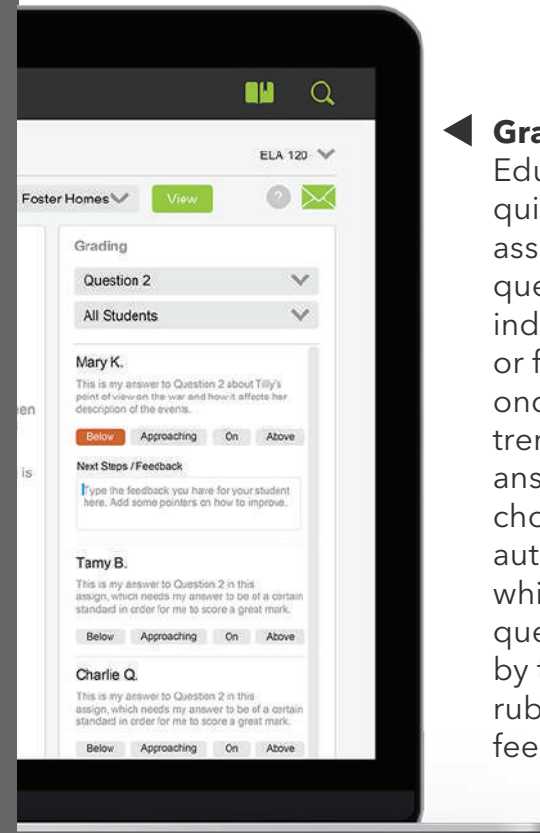 ELA 120
Foster Homes
View
?
Grading
Question 2
All Students
Mary K.
This is my answer to Question 2 about Tilly's
point of view on the war and how it affects her
description of the events.
Below Approaching On Above
Next Steps / Feedback
Type the feedback you have for your student
here. Add some pointers on how to improve.
Tamy B.
This is my answer to Question 2 in this
assign, which needs my answer to be of a certain
standard in order for me to score a great mark.
Below Approaching On Above
Charlie Q.
This is my answer to Question 2 in this
assign, which needs my answer to be of a certain
standard in order for me to score a great mark.
Below Approaching On Above
een
is
Gra
Edu
qui
ass
que
ind
or f
onc
tren
ans
cho
aut
whi
que
by t
rub
fee